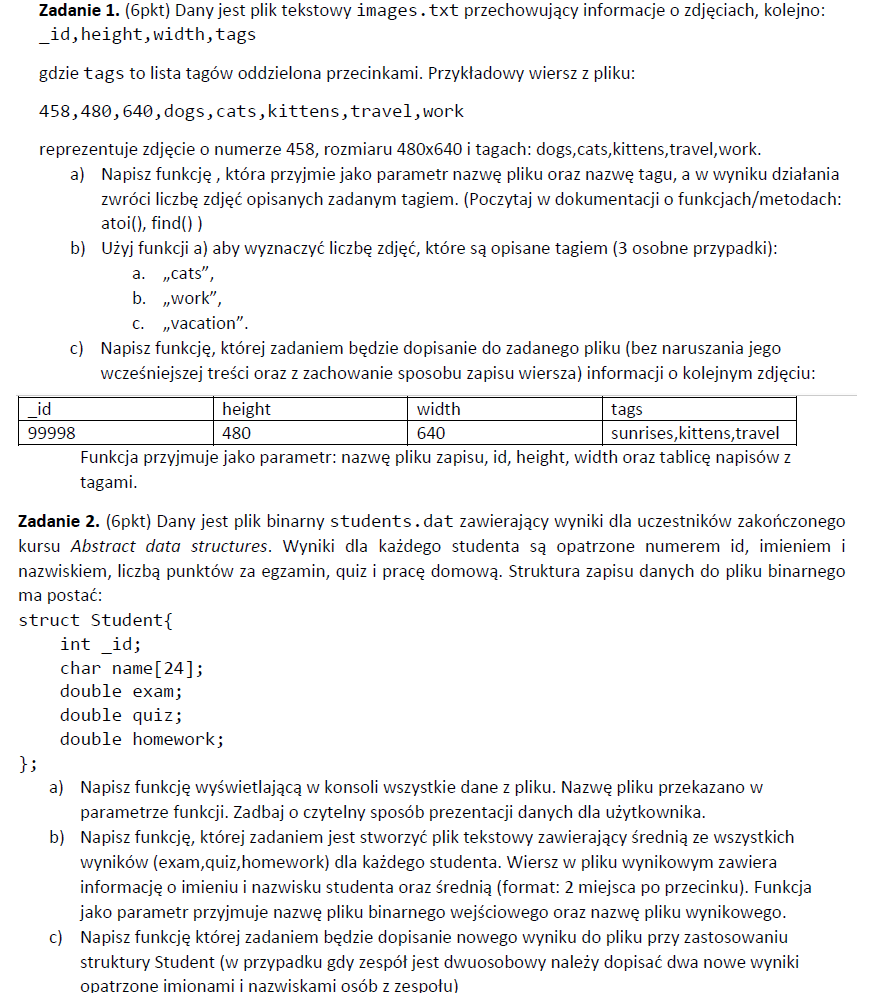 Zadanie 1. (6pkt) Dany jest plik tekstowy images.txt przechowujący informacje o zdjęciach, kolejno:
_id,height,width,tags
gdzie tags to lista tagów oddzielona przecinkami. Przykładowy wiersz z pliku:
458,480,640,dogs,cats,kittens,travel,work
reprezentuje zdjęcie o numerze 458, rozmiaru 480x640 i tagach: dogs,cats,kittens,travel,work.
a) Napisz funkcję , która przyjmie jako parametr nazwę pliku oraz nazwę tagu, a w wyniku działania
zwróci liczbę zdjęć opisanych zadanym tagiem. (Poczytaj w dokumentacji o funkcjach/metodach:
atoi(), find() )
b) Użyj funkcji a) aby wyznaczyć liczbę zdjęć, które są opisane tagiem (3 osobne przypadki):
a. „cats”,
b. „work”,
c. „vacation”.
c) Napisz funkcję, której zadaniem będzie dopisanie do zadanego pliku (bez naruszania jego
wcześniejszej treści oraz z zachowanie sposobu zapisu wiersza) informacji o kolejnym zdjęciu:
_id height width tags
99998 480 640 sunrises,kittens,travel
Funkcja przyjmuje jako parametr: nazwę pliku zapisu, id, height, width oraz tablicę napisów z
tagami.
Zadanie 2. (6pkt) Dany jest plik binarny students.dat zawierający wyniki dla uczestników zakończonego
kursu Abstract data structures. Wyniki dla każdego studenta są opatrzone numerem id, imieniem i
nazwiskiem, liczbą punktów za egzamin, quiz i pracę domową. Struktura zapisu danych do pliku binarnego
ma postać:
struct Student{
int _id;
char name[24];
double exam;
double quiz;
double homework;
};
a) Napisz funkcję wyświetlającą w konsoli wszystkie dane z pliku. Nazwę pliku przekazano w
parametrze funkcji. Zadbaj o czytelny sposób prezentacji danych dla użytkownika.
b) Napisz funkcję, której zadaniem jest stworzyć plik tekstowy zawierający średnią ze wszystkich
wyników (exam,quiz,homework) dla każdego studenta. Wiersz w pliku wynikowym zawiera
informację o imieniu i nazwisku studenta oraz średnią (format: 2 miejsca po przecinku). Funkcja
jako parametr przyjmuje nazwę pliku binarnego wejściowego oraz nazwę pliku wynikowego.
c) Napisz funkcję której zadaniem będzie dopisanie nowego wyniku do pliku przy zastosowaniu
struktury Student (w przypadku gdy zespół jest dwuosobowy należy dopisać dwa nowe wyniki
opatrzone imionami i nazwiskami osób z zespołu)